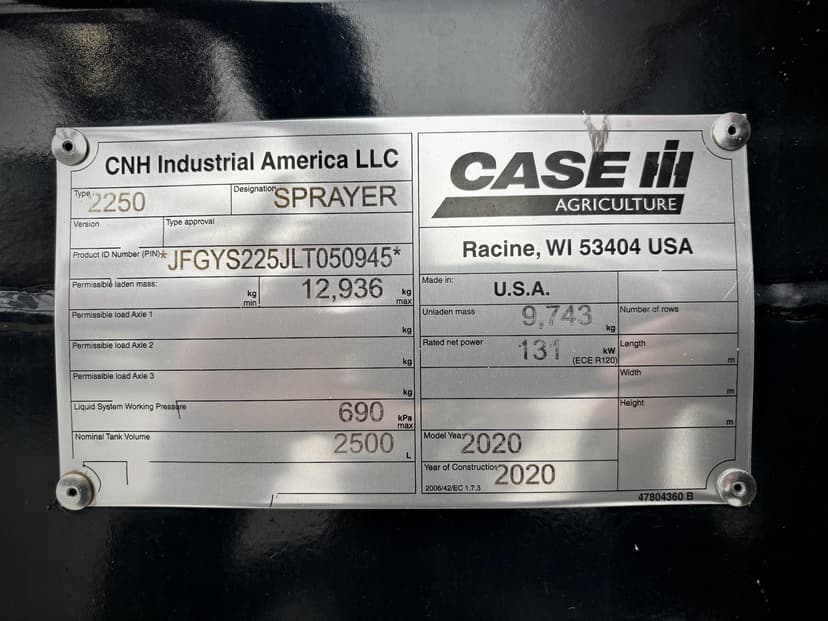 CNH Industrial America LLC
Type 2250
Designation SPRAYER
Version
Type approval
Product ID Number (PIN) *JFGYS225JLT050945*
Permissible laden mass: kg min 12,936 kg max
Permissible load Axle 1 kg
Permissible load Axle 2 kg
Permissible load Axle 3 kg
Liquid System Working Pressure 690 kPa max
Nominal Tank Volume 2500 L
CASE IH
AGRICULTURE
Racine, WI 53404 USA
Made in: U.S.A.
Unladen mass 9,743 kg
Number of rows
Rated net power 131 kW (ECE R120)
Length m
Width m
Height m
Model Year 2020
Year of Construction 2020
2006/42/EC 1.7.3
47804360 B